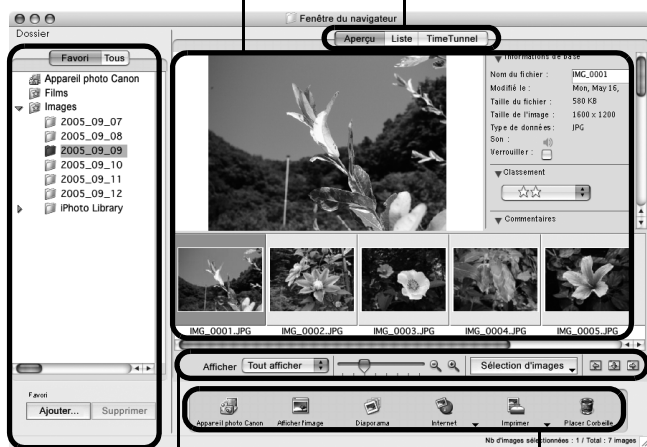 Fenêtre du navigateur
Dossier
Favori Tous
Appareil photo Canon
Films
Images
2005_09_07
2005_09_08
2005_09_09
2005_09_10
2005_09_11
2005_09_12
iPhoto Library
Favori
Ajouter... Supprimer
Aperçu Liste TimeTunnel
Informations de base
Nom du fichier : IMG_0001
Modifié le : Mon, May 16,
Taille du fichier : 580 KB
Taille de l'image : 1600 x 1200
Type de données : JPG
Son :
Verrouiller :
Classement
Commentaires
IMG_0001.JPG IMG_0002.JPG IMG_0003.JPG IMG_0004.JPG IMG_0005.JPG
Afficher Tout afficher Sélection d'images
Appareil photo Canon Afficher l'image Diaporama Internet Imprimer Placer Corbeille
Nb d'images sélectionnées : 1 / Total : 7 images